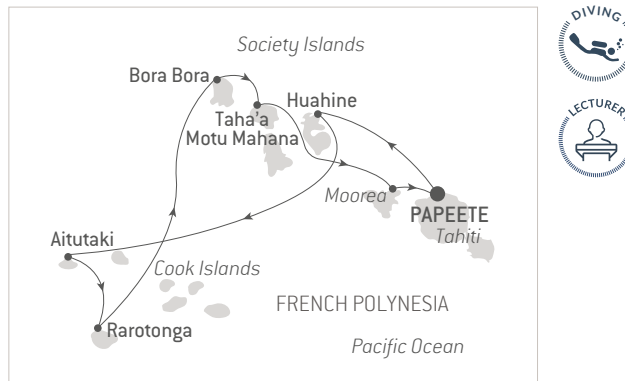 Society Islands
Bora Bora
Taha'a
Motu Mahana
Huahine
Moorea
PAPEETE
Tahiti
Aitutaki
Cook Islands
Rarotonga
FRENCH POLYNESIA
Pacific Ocean
DIVING
LECTURER